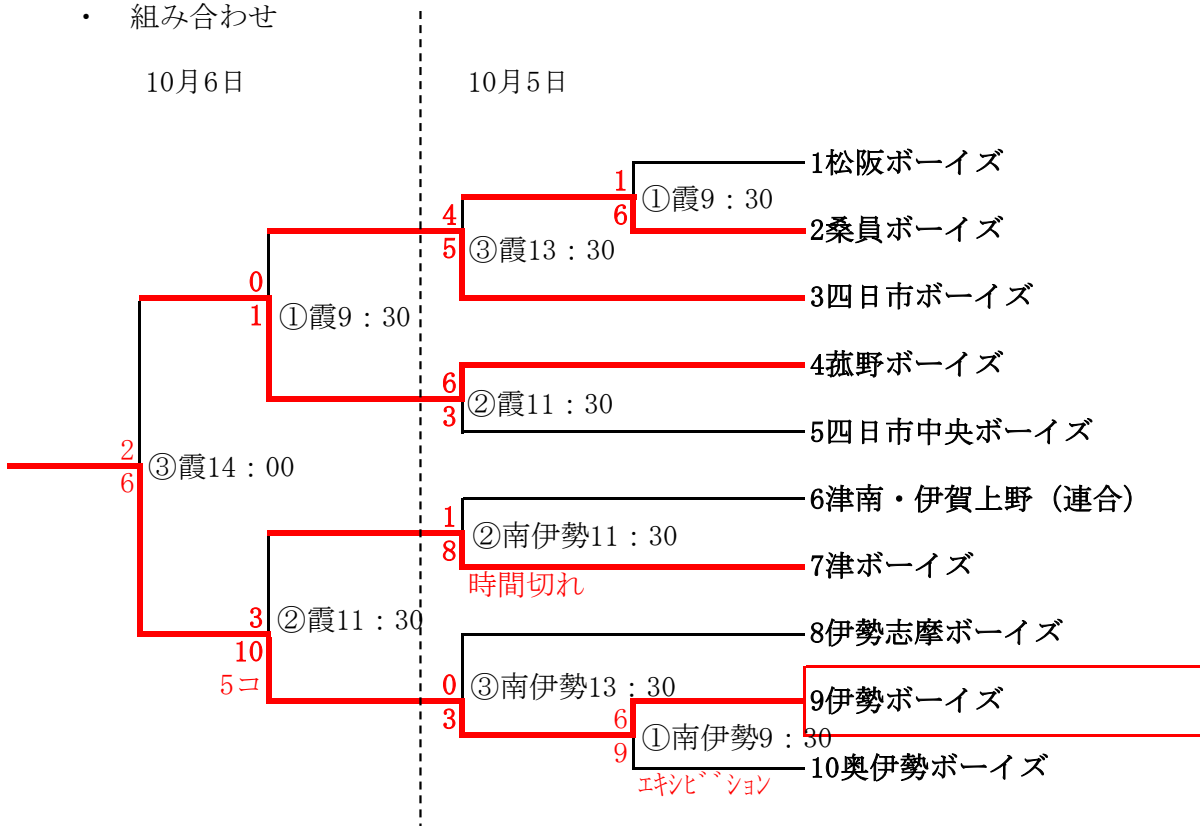 ・ 組み合わせ
10月6日
10月5日
1松阪ボーイズ
1
①霞9：30
6
2桑員ボーイズ
4
5
③霞13：30
0
1
①霞9：30
3四日市ボーイズ
4菰野ボーイズ
6
3
②霞11：30
5四日市中央ボーイズ
2
6
③霞14：00
6津南・伊賀上野（連合）
1
8
②南伊勢11：30
7津ボーイズ
時間切れ
3
10
②霞11：30
5コ
8伊勢志摩ボーイズ
0
3
③南伊勢13：30
9伊勢ボーイズ
6
9
①南伊勢9：30
10奥伊勢ボーイズ
ｴｷｼﾋﾞﾞｼｮﾝ